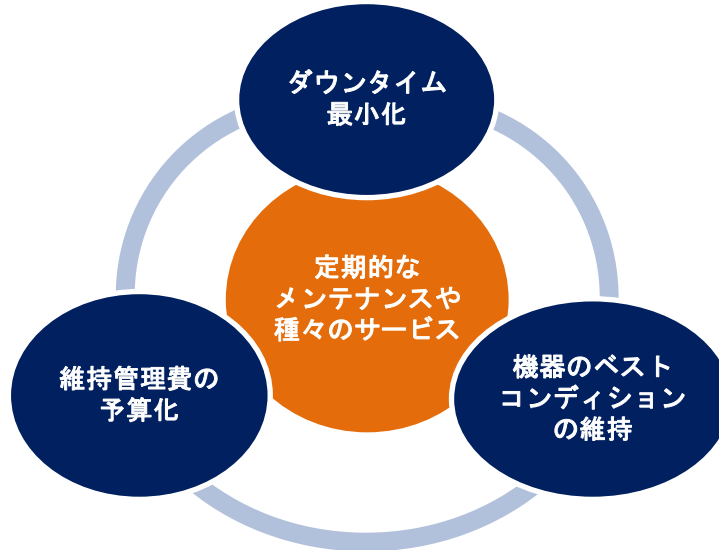 ダウンタイム
最小化
定期的な
メンテナンスや
種々のサービス
維持管理費の
予算化
機器のベスト
コンディション
の維持